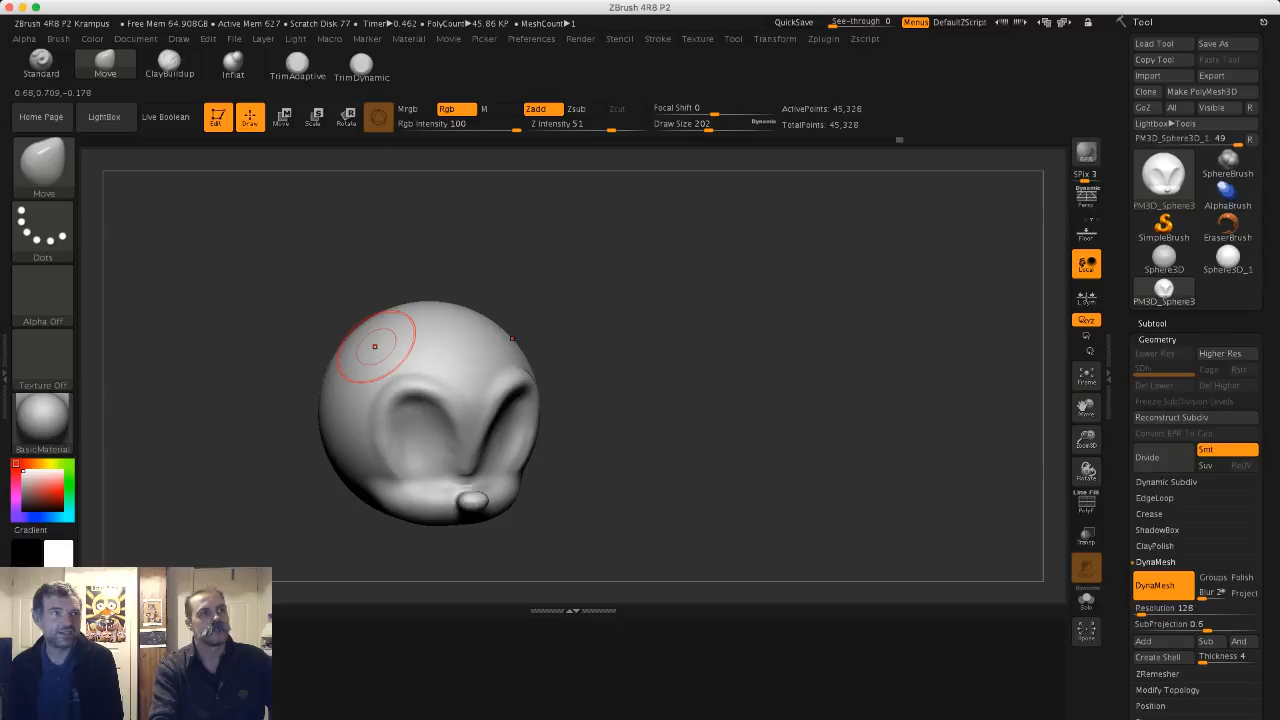 ZBrush 4R8 P2
ZBrush 4R8 P2 Krampus • Free Mem 64.908GB • Active Mem 627 • Scratch Disk 77 • Timer▶0.462 • PolyCount▶45.86 KP • MeshCount▶1
QuickSave See-through 0 Menus DefaultZScript Tool
Alpha Brush Color Document Draw Edit File Layer Light Macro Marker Material Movie Picker Preferences Render Stencil Stroke Texture Tool Transform Zplugin Zscript
Load Tool Save As
Copy Tool Paste Tool
Standard Move ClayBuildup Inflat TrimAdaptive TrimDynamic
Import Export
0.68,0.709,-0.178
Clone Make PolyMesh3D
GoZ All Visible R
Home Page LightBox Live Boolean Edit Draw Move Scale Rotate
Mrgb Rgb M Zadd Zsub Zcut Focal Shift 0 ActivePoints: 45,328
Rgb Intensity 100 Z Intensity 51 Draw Size 202 Dynamic TotalPoints: 45,328
Lightbox▶Tools
PM3D_Sphere3D_1. 49 R
Move
Dots
Alpha Off
Texture Off
BasicMaterial
Gradient
BPR
SPix 3
Dynamic
Persp
Floor
Local
L.Sym
Frame
Move
Zoom3D
Rotate
Line Fill
PolyF
Transp
Dynamic
Solo
Xpose
PM3D_Sphere3 SphereBrush
AlphaBrush
SimpleBrush EraserBrush
Sphere3D Sphere3D_1
PM3D_Sphere3
Subtool
Geometry
Lower Res Higher Res
SDiv Cage Rstr
Del Lower Del Higher
Freeze SubDivision Levels
Reconstruct Subdiv
Convert BPR To Geo
Divide Smt
Suv ReUV
Dynamic Subdiv
EdgeLoop
Crease
ShadowBox
ClayPolish
DynaMesh
DynaMesh Groups Polish
Blur 2 Project
Resolution 128
SubProjection 0.6
Add Sub And
Create Shell Thickness 4
ZRemesher
Modify Topology
Position